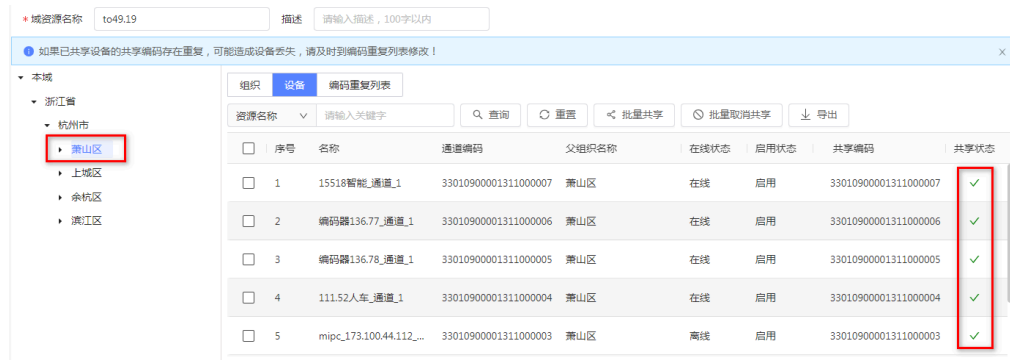 * 域资源名称 to49.19 描述 请输入描述，100字以内
如果已共享设备的共享编码存在重复，可能造成设备丢失，请及时到编码重复列表修改！
本域
浙江省
杭州市
萧山区
上城区
余杭区
滨江区
组织 设备 编码重复列表
资源名称 请输入关键字 查询 重置 批量共享 批量取消共享 导出
序号 名称 通道编码 父组织名称 在线状态 启用状态 共享编码 共享状态
1 15518智能_通道_1 33010900001311000007 萧山区 在线 启用 33010900001311000007
2 编码器136.77_通道_1 33010900001311000006 萧山区 在线 启用 33010900001311000006
3 编码器136.78_通道_1 33010900001311000005 萧山区 在线 启用 33010900001311000005
4 111.52人车_通道_1 33010900001311000004 萧山区 在线 启用 33010900001311000004
5 mipc_173.100.44.112_... 33010900001311000003 萧山区 离线 启用 33010900001311000003